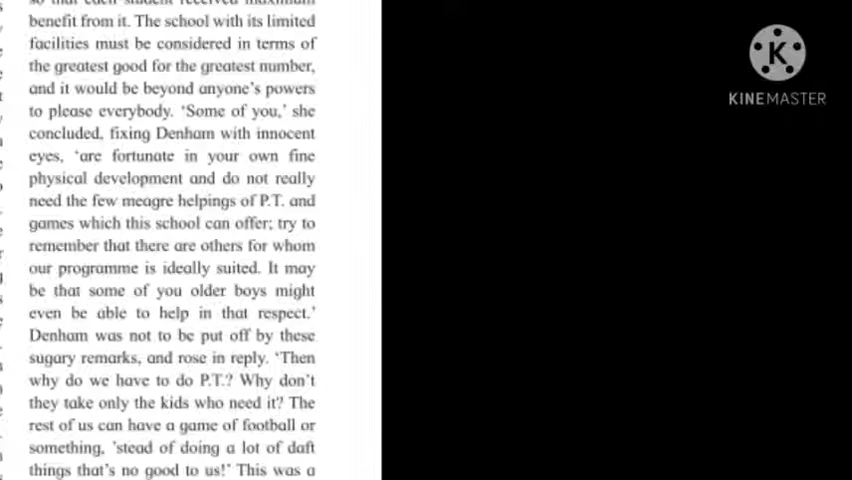 so that each student received maximum
benefit from it. The school with its limited
facilities must be considered in terms of
the greatest good for the greatest number,
and it would be beyond anyone's powers
to please everybody. 'Some of you,' she
concluded, fixing Denham with innocent
eyes, 'are fortunate in your own fine
physical development and do not really
need the few meagre helpings of P.T. and
games which this school can offer; try to
remember that there are others for whom
our programme is ideally suited. It may
be that some of you older boys might
even be able to help in that respect.'
Denham was not to be put off by these
sugary remarks, and rose in reply. 'Then
why do we have to do P.T.? Why don't
they take only the kids who need it? The
rest of us can have a game of football or
something, 'stead of doing a lot of daft
things that's no good to us!' This was a
K
KINEMASTER